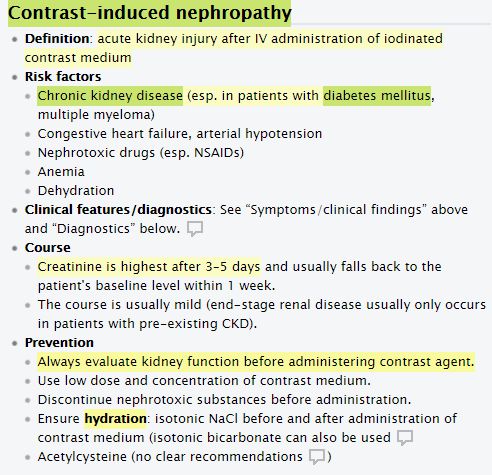 Contrast-induced nephropathy
Definition: acute kidney injury after IV administration of iodinated
contrast medium
Risk factors
Chronic kidney disease (esp. in patients with diabetes mellitus,
multiple myeloma)
Congestive heart failure, arterial hypotension
Nephrotoxic drugs (esp. NSAIDs)
Anemia
Dehydration
Clinical features/diagnostics: See “Symptoms/clinical findings” above
and “Diagnostics” below.
Course
Creatinine is highest after 3-5 days and usually falls back to the
patient's baseline level within 1 week.
The course is usually mild (end-stage renal disease usually only occurs
in patients with pre-existing CKD).
Prevention
Always evaluate kidney function before administering contrast agent.
Use low dose and concentration of contrast medium.
Discontinue nephrotoxic substances before administration.
Ensure hydration: isotonic NaCl before and after administration of
contrast medium (isotonic bicarbonate can also be used
Acetylcysteine (no clear recommendations )